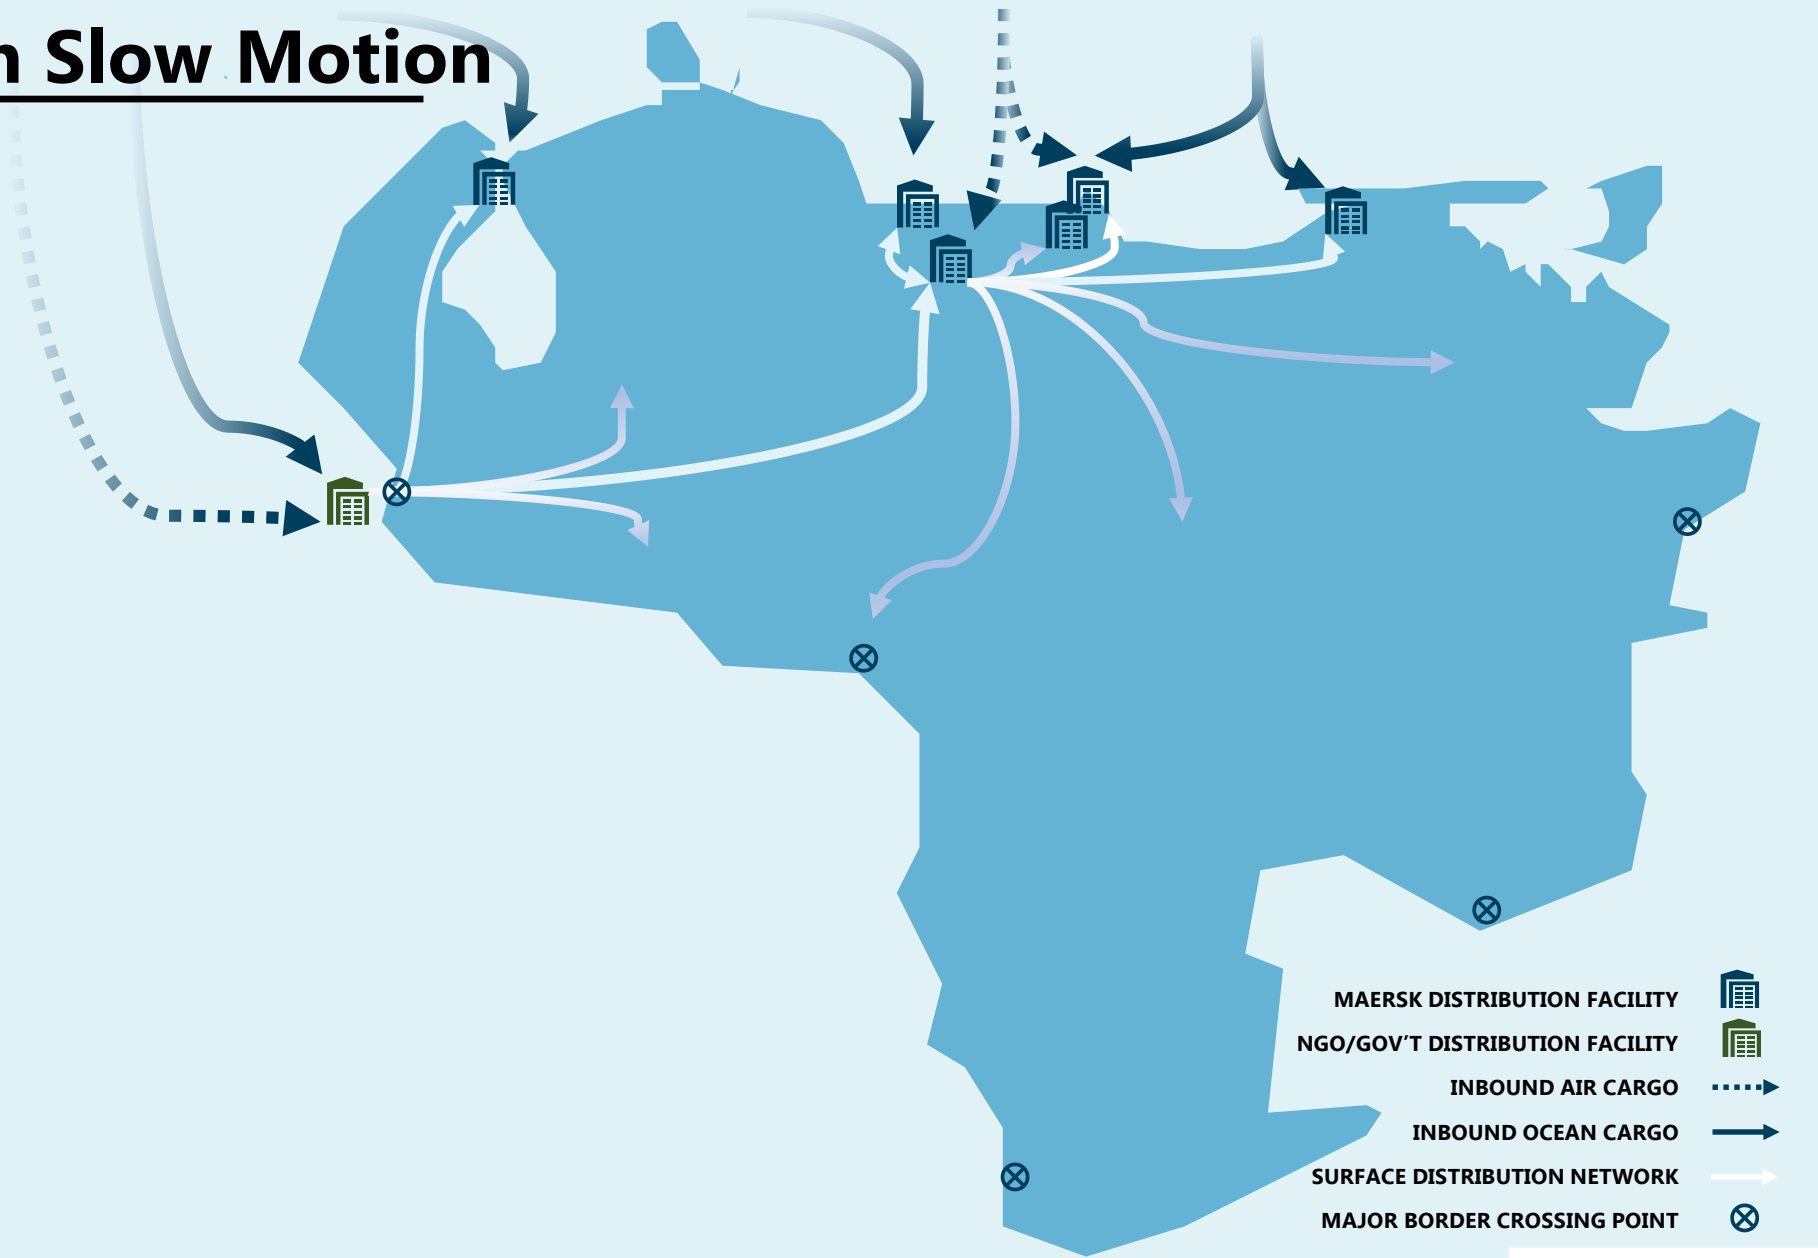 n Slow Motion
MAERSK DISTRIBUTION FACILITY
NGO/GOV’T DISTRIBUTION FACILITY
INBOUND AIR CARGO
INBOUND OCEAN CARGO
SURFACE DISTRIBUTION NETWORK
MAJOR BORDER CROSSING POINT